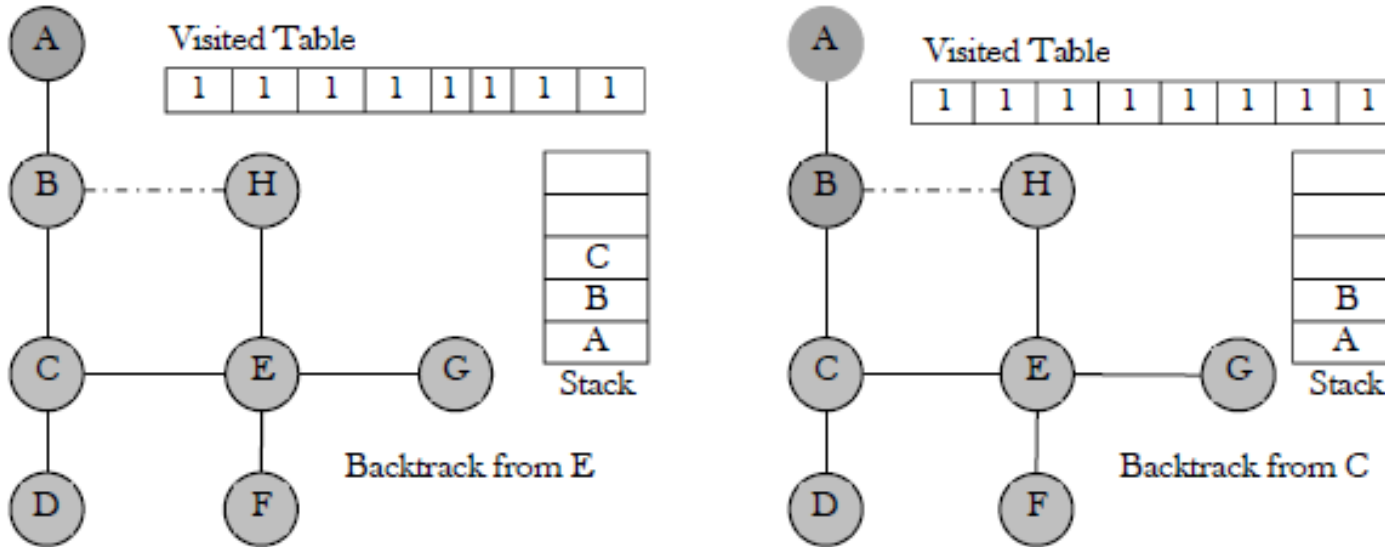 A
Visited Table
1 1 1 1 1 1 1 1
B
H
C
B
A
Stack
C
E
G
Backtrack from E
D
F
A
Visited Table
1 1 1 1 1 1 1 1
B
H
B
A
Stack
C
E
G
Backtrack from C
D
F